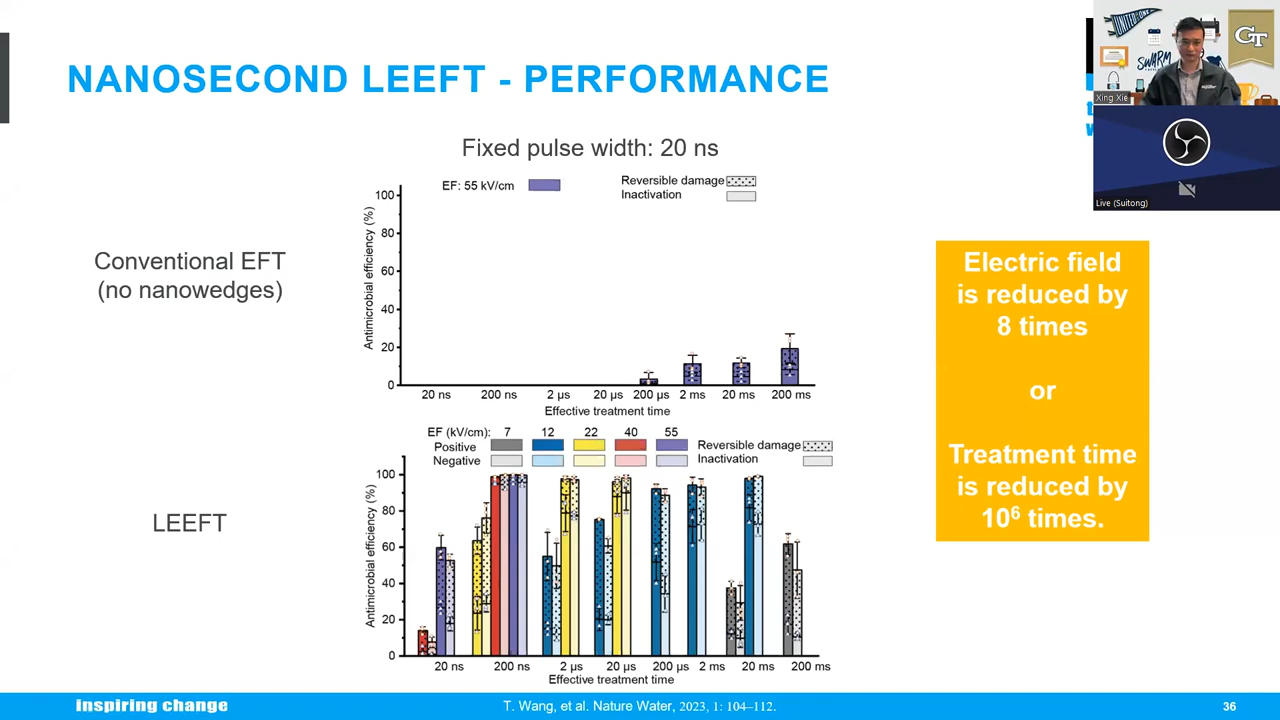 NANOSECOND LEEFT - PERFORMANCE
UNITED
ONE
GT
SWARM
Xing Xie
Live (Suitong)
Fixed pulse width: 20 ns
Conventional EFT
(no nanowedges)
EF: 55 kV/cm
Reversible damage
Inactivation
Antimicrobial efficiency (%)
100
80
60
40
20
0
20 ns 200 ns 2 µs 20 µs 200 µs 2 ms 20 ms 200 ms
Effective treatment time
LEEFT
EF (kV/cm): 7 12 22 40 55
Positive
Negative
Reversible damage
Inactivation
Antimicrobial efficiency (%)
100
80
60
40
20
0
20 ns 200 ns 2 µs 20 µs 200 µs 2 ms 20 ms 200 ms
Effective treatment time
Electric field
is reduced by
8 times
or
Treatment time
is reduced by
10⁶ times.
inspiring change
T. Wang, et al. Nature Water, 2023, 1: 104–112.
36